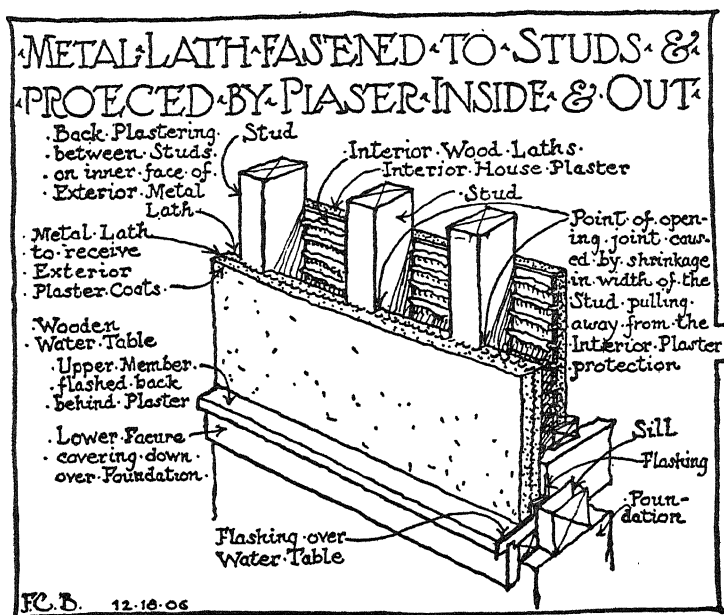 ·METAL·LATH·FASTENED·TO·STUDS·&
·PROECED·BY·PLASER·INSIDE·&·OUT·
·Back·Plastering·
·between·Studs·
·on·inner·face·of·
·Exterior·Metal
Lath
Stud
·Interior·Wood·Laths·
Interior·House·Plaster
·Stud
Point·of·open-
ing·joint·caus-
ed·by·shrinkage
in·width·of·the
Stud·pulling·
away·from·the
Interior·Plaster
protection
·Metal·Lath
·to·receive
·Exterior
·Plaster·Coats·
·Wooden
·Water·Table
·Upper·Member
·flashed·back
·behind·Plaster
·Lower·Facure
·covering·down·
over·Foundation·
Flashing·over
Water·Table
Sill
Flashing
·Foun-
dation·
F.C.B. 12·18·06